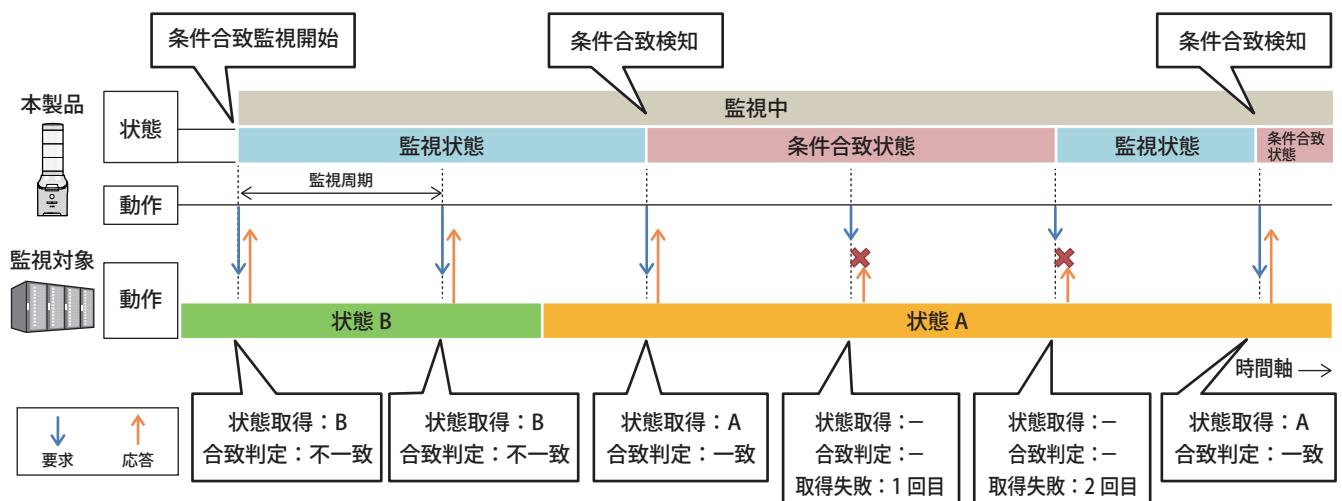 条件合致監視開始
条件合致検知
条件合致検知
本製品
状態
監視中
監視状態
条件合致状態
監視状態
条件合致
状態
監視周期
動作
監視対象
動作
状態 B
状態 A
時間軸
要求
応答
状態取得：B
合致判定：不一致
状態取得：B
合致判定：不一致
状態取得：A
合致判定：一致
状態取得：－
合致判定：－
取得失敗：1 回目
状態取得：－
合致判定：－
取得失敗：2 回目
状態取得：A
合致判定：一致